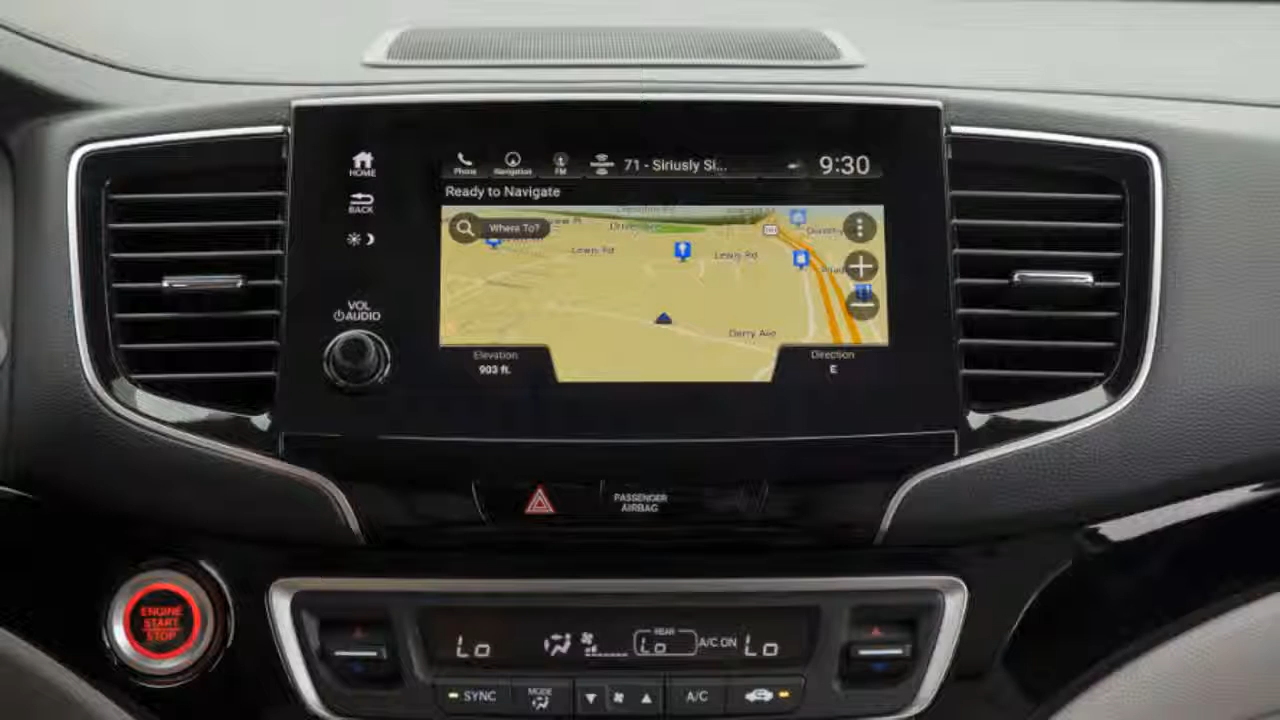 HOME
BACK
VOL
AUDIO
Phone
Navigation
FM
71 - Siriusly Si...
9:30
Ready to Navigate
Where To?
Lewis Rd
Lewis Rd
Dorothy
Derry Ave
Elevation
903 ft.
Direction
E
PASSENGER
AIRBAG
ENGINE
START
STOP
Lo
REAR
Lo
A/C ON
Lo
SYNC
MODE
A/C